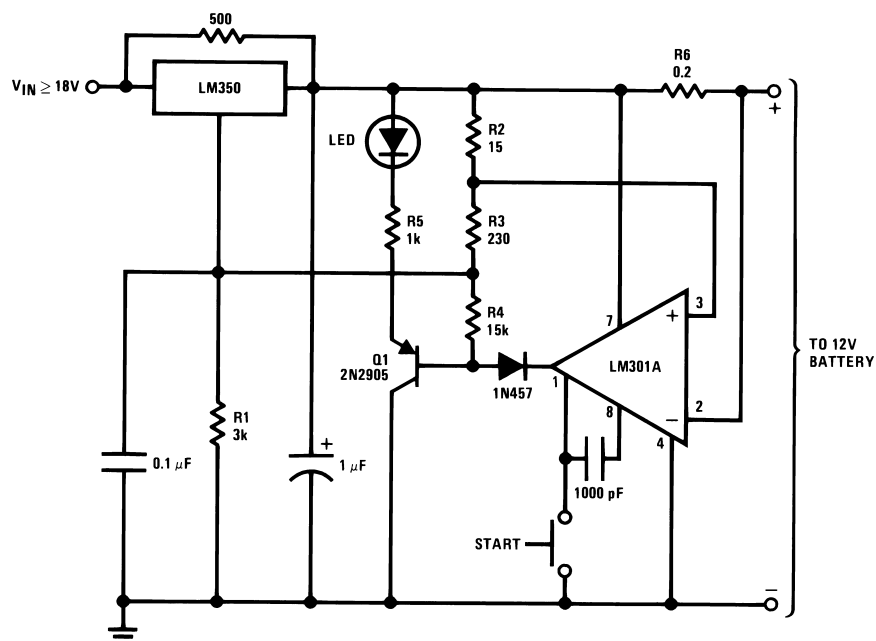 500
V_IN ≥ 18V
LM350
R6
0.2
+
LED
R2
15
R5
1k
R3
230
R4
15k
7
+
3
LM301A
TO 12V
BATTERY
Q1
2N2905
1N457
1
8
−
2
4
R1
3k
0.1 μF
+
1 μF
1000 pF
START
−